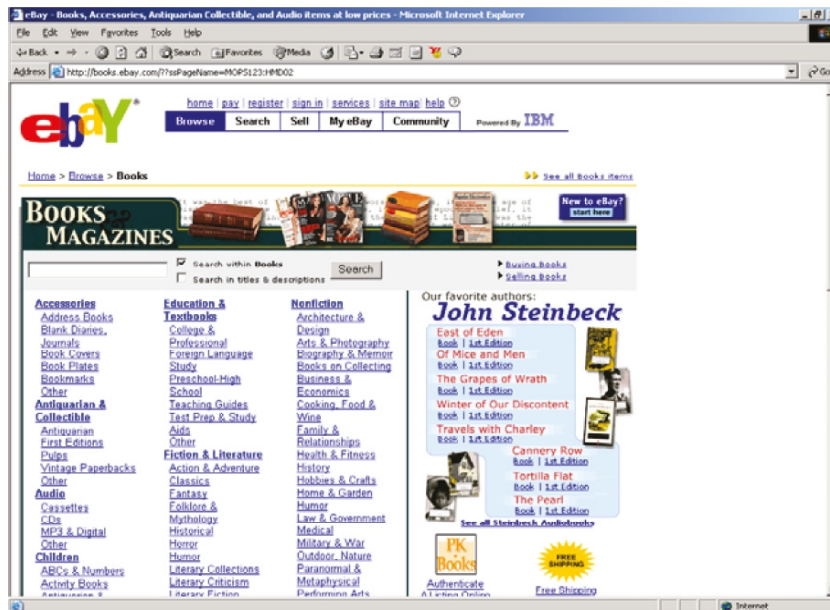 eBay - Books, Accessories, Antiquarian Collectible, and Audio items at low prices - Microsoft Internet Explorer
File Edit View Favorites Tools Help
Back Search Favorites Media
Address http://books.ebay.com/??ssPageName=MOPS123:HMD02 Go
ebaY
home | pay | register | sign in | services | site map | help
Browse Search Sell My eBay Community Powered By IBM
Home > Browse > Books
See all Books items
BOOKS
MAGAZINES
New to eBay?
start here
Search within Books
Search in titles & descriptions
Search
Buying Books
Selling Books
Accessories
Address Books
Blank Diaries,
Journals
Book Covers
Book Plates
Bookmarks
Other
Antiquarian &
Collectible
Antiquarian
First Editions
Pulps
Vintage Paperbacks
Other
Audio
Cassettes
CDs
MP3 & Digital
Other
Children
ABCs & Numbers
Activity Books
Antiquarian &
Education &
Textbooks
College &
Professional
Foreign Language
Study
Preschool-High
School
Teaching Guides
Test Prep & Study
Aids
Other
Fiction & Literature
Action & Adventure
Classics
Fantasy
Folklore &
Mythology
Historical
Horror
Humor
Literary Collections
Literary Criticism
Literary Fiction
Nonfiction
Architecture &
Design
Arts & Photography
Biography & Memoir
Books on Collecting
Business &
Economics
Cooking, Food &
Wine
Family &
Relationships
Health & Fitness
History
Hobbies & Crafts
Home & Garden
Humor
Law & Government
Medical
Military & War
Outdoor, Nature
Paranormal &
Metaphysical
Performing Arts
Our favorite authors:
John Steinbeck
East of Eden
Book | 1st Edition
Of Mice and Men
Book | 1st Edition
The Grapes of Wrath
Book | 1st Edition
Winter of Our Discontent
Book | 1st Edition
Travels with Charley
Book | 1st Edition
Cannery Row
Book | 1st Edition
Tortilla Flat
Book | 1st Edition
The Pearl
Book | 1st Edition
See all Steinbeck Audiobooks
PK
Books
Authenticate
A Listing Online
FREE
SHIPPING
Free Shipping
Internet